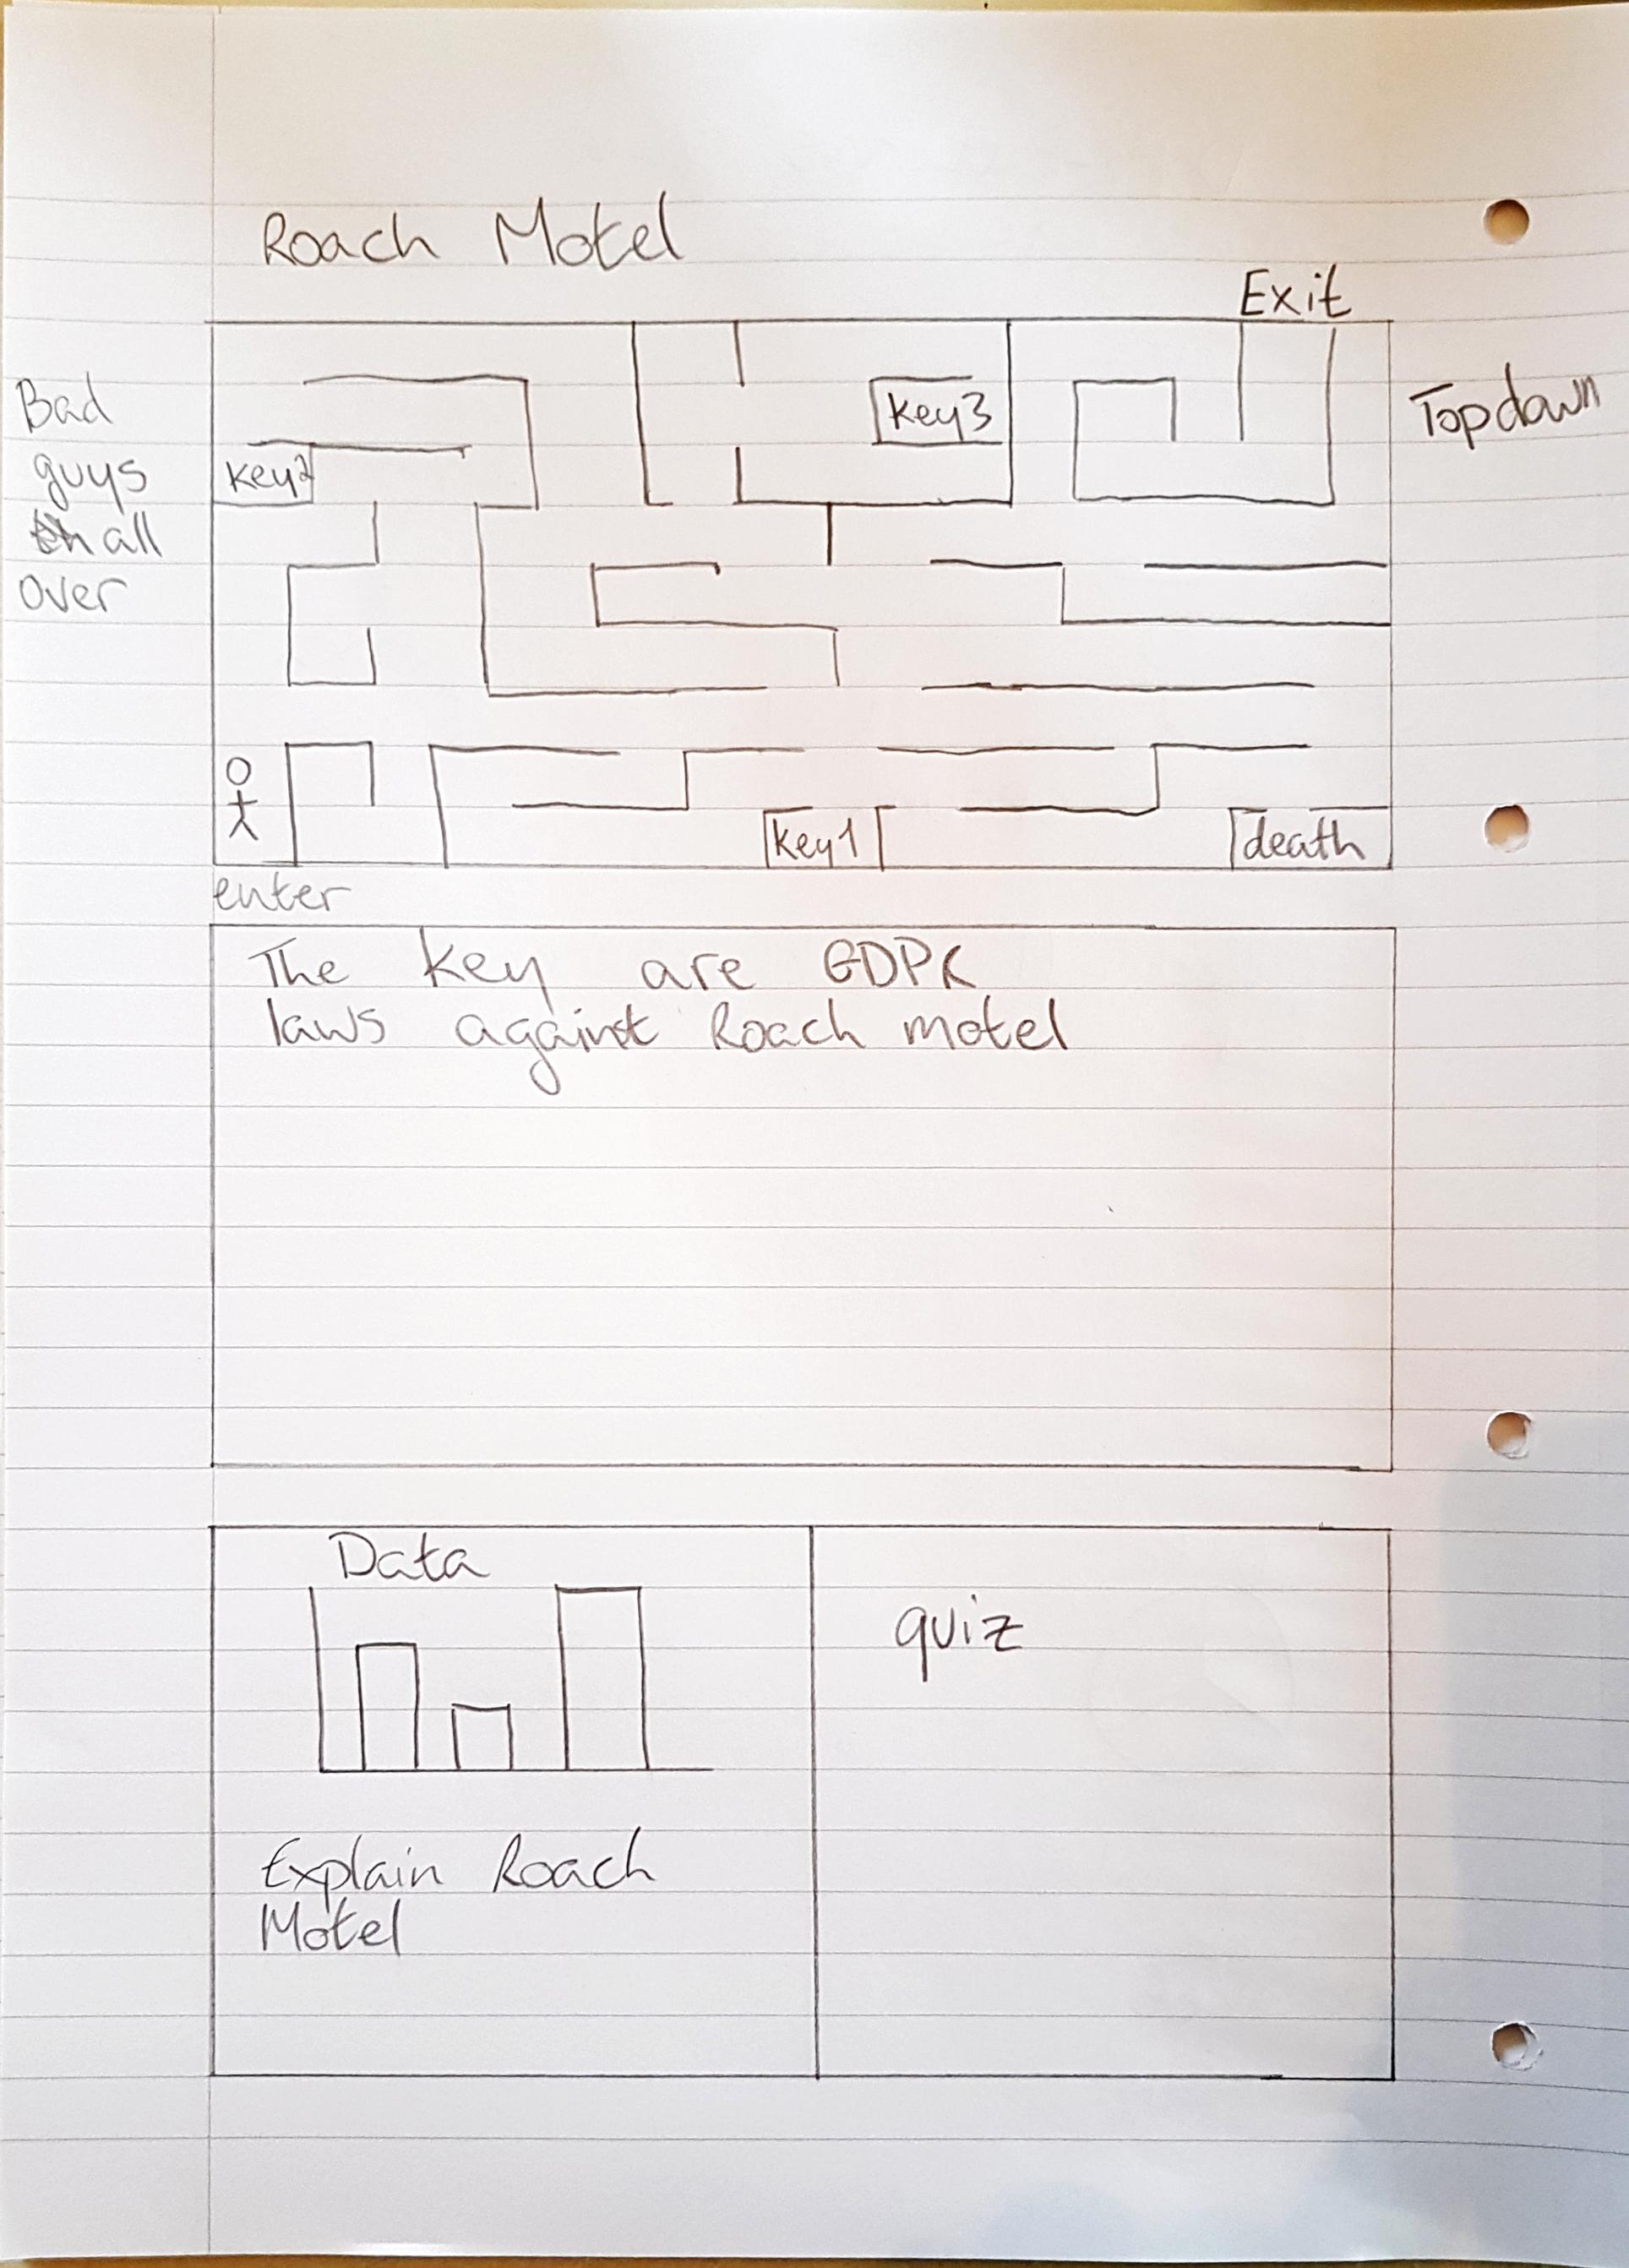 Roach Motel
Exit
Bad
guys
all
over
Topdown
key3
key2
key1
death
enter
The key are GDPR
laws against Roach motel
Data
quiz
Explain Roach
Motel